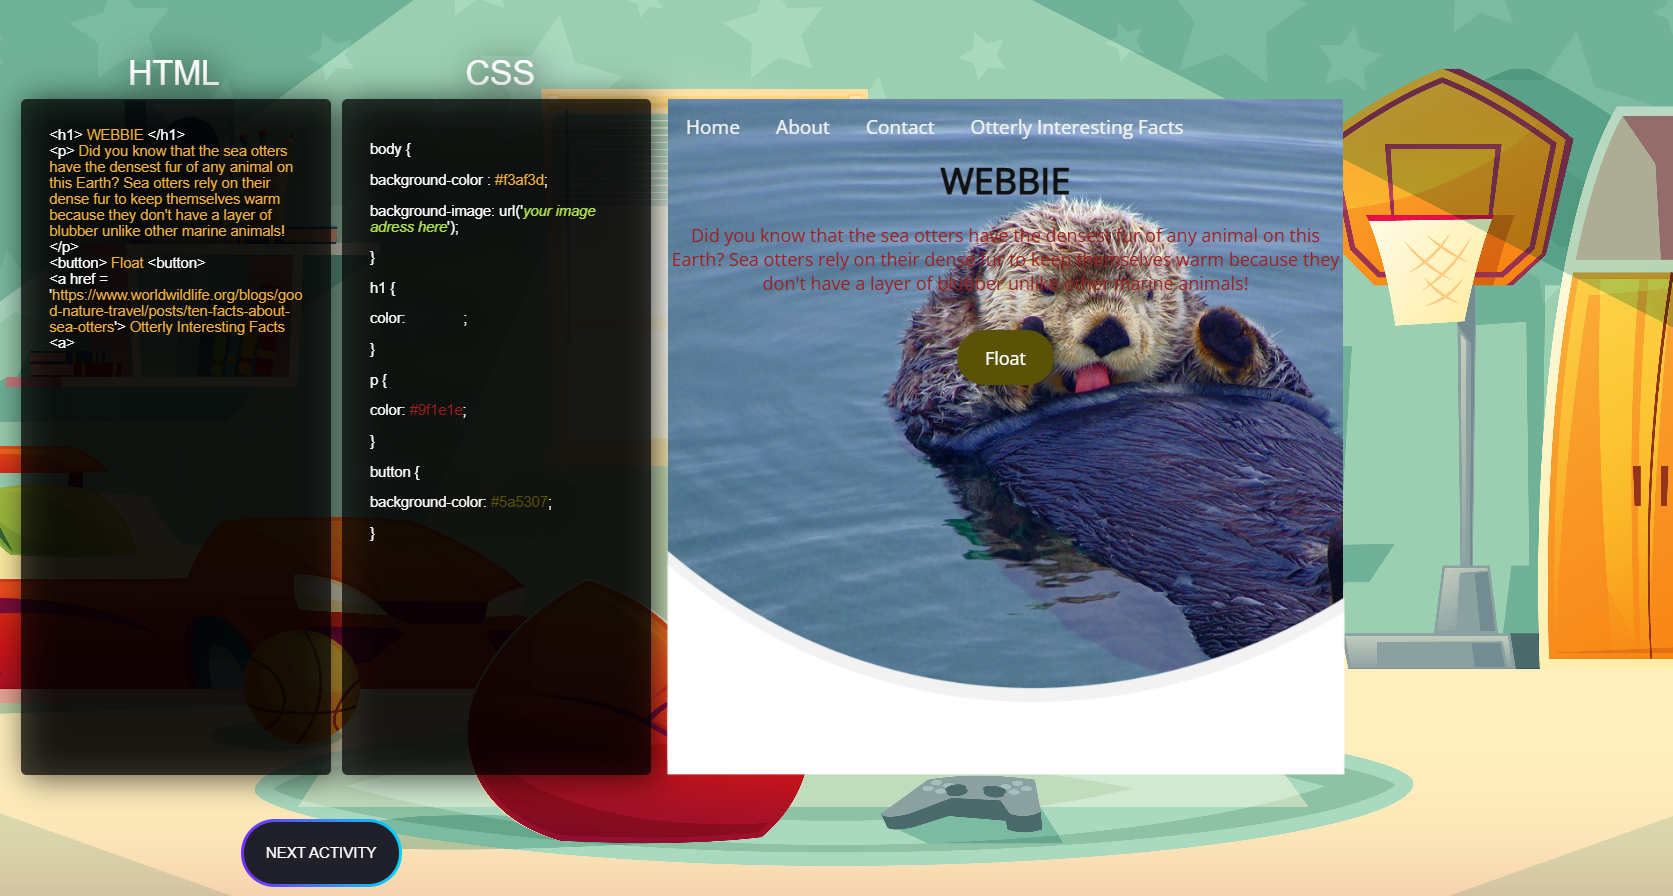 HTML
<h1> WEBBIE </h1>
<p> Did you know that the sea otters
have the densest fur of any animal on
this Earth? Sea otters rely on their
dense fur to keep themselves warm
because they don't have a layer of
blubber unlike other marine animals!
</p>
<button> Float <button>
<a href =
'https://www.worldwildlife.org/blogs/goo
d-nature-travel/posts/ten-facts-about-
sea-otters'> Otterly Interesting Facts
<a>
CSS
body {
background-color : #f3af3d;
background-image: url('your image
adress here');
}
h1 {
color: ;
}
p {
color: #9f1e1e;
}
button {
background-color: #5a5307;
}
Home About Contact Otterly Interesting Facts
WEBBIE
Did you know that the sea otters have the densest fur of any animal on this
Earth? Sea otters rely on their dense fur to keep themselves warm because they
don't have a layer of blubber unlike other marine animals!
Float
NEXT ACTIVITY